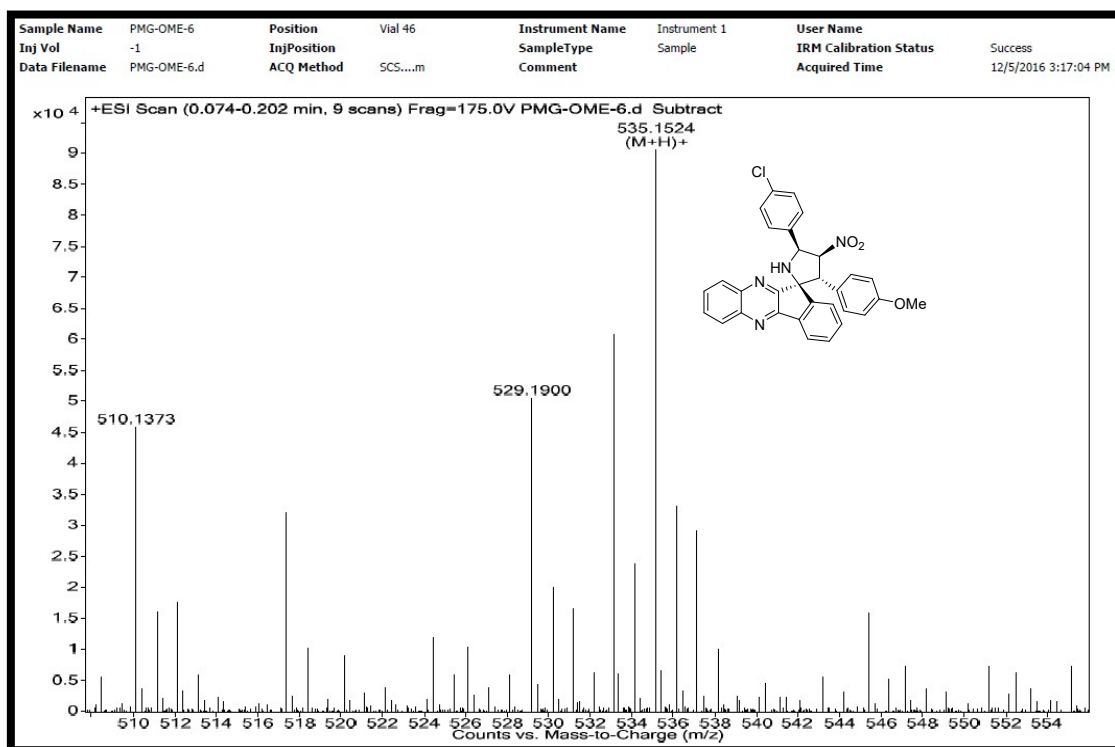 Sample Name PMG-OME-6 Position Vial 46 Instrument Name Instrument 1 User Name
Inj Vol -1 InjPosition SampleType Sample IRM Calibration Status Success
Data Filename PMG-OME-6.d ACQ Method SCS....m Comment Acquired Time 12/5/2016 3:17:04 PM
x10 4 +ESI Scan (0.074-0.202 min, 9 scans) Frag=175.0V PMG-OME-6.d Subtract
535.1524
(M+H)+
9
8.5
8
7.5
7
6.5
6
5.5
5
4.5
4
3.5
3
2.5
2
1.5
1
0.5
0
Cl
NO2
HN
N
OMe
N
529.1900
510.1373
510 512 514 516 518 520 522 524 526 528 530 532 534 536 538 540 542 544 546 548 550 552 554
Counts vs. Mass-to-Charge (m/z)